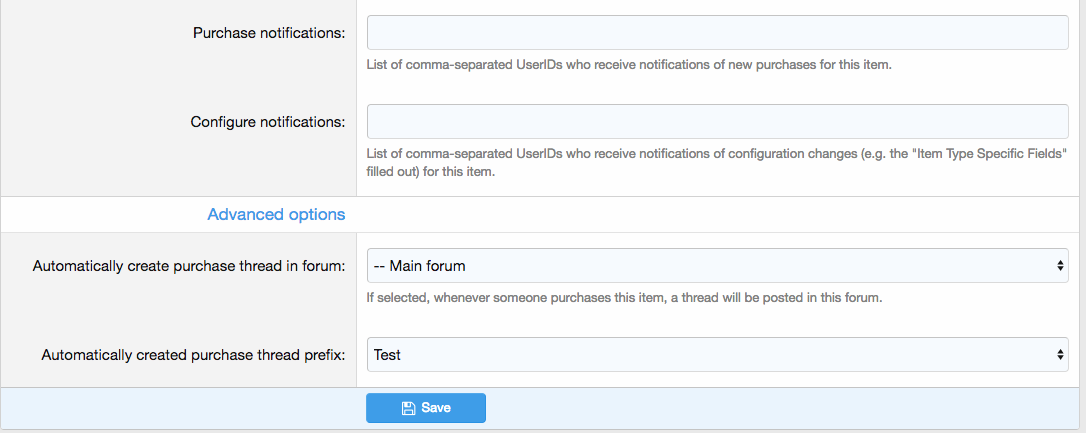 Purchase notifications:
List of comma-separated UserIDs who receive notifications of new purchases for this item.
Configure notifications:
List of comma-separated UserIDs who receive notifications of configuration changes (e.g. the "Item Type Specific Fields"
filled out) for this item.
Advanced options
Automatically create purchase thread in forum:
-- Main forum
If selected, whenever someone purchases this item, a thread will be posted in this forum.
Automatically created purchase thread prefix:
Test
Save